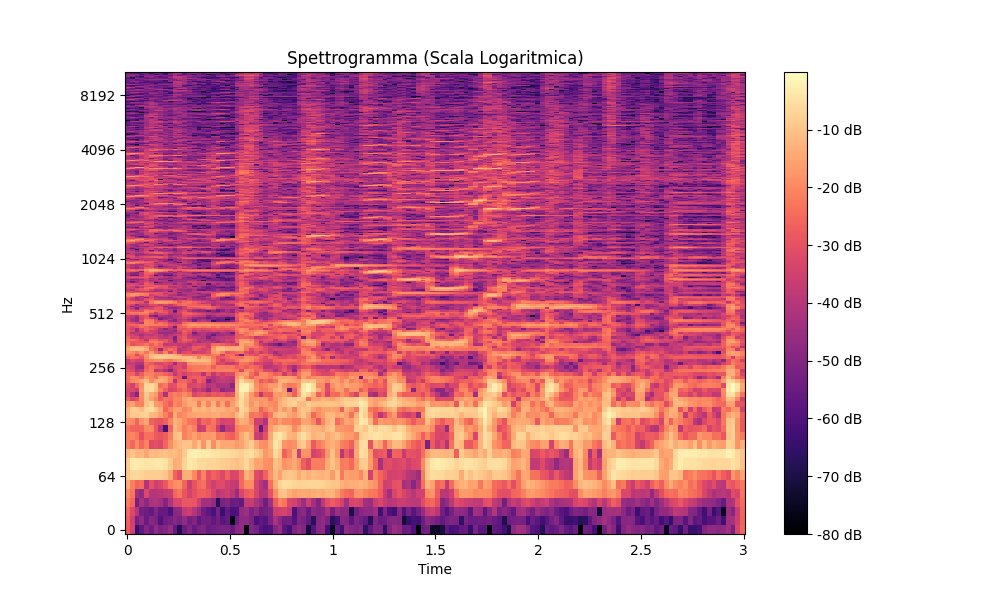 Spettrogramma (Scala Logaritmica)
8192
4096
2048
1024
512
256
128
64
0
Hz
0
0.5
1
1.5
2
2.5
3
Time
-10 dB
-20 dB
-30 dB
-40 dB
-50 dB
-60 dB
-70 dB
-80 dB